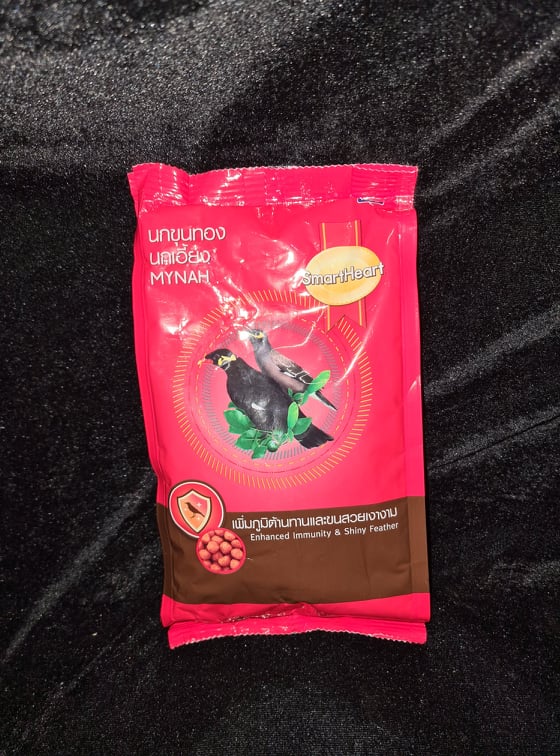 นกขุนทอง
นกเอี้ยง
MYNAH
SmartHeart
เพิ่มภูมิต้านทานและขนสวยเงางาม
Enhanced Immunity & Shiny Feather